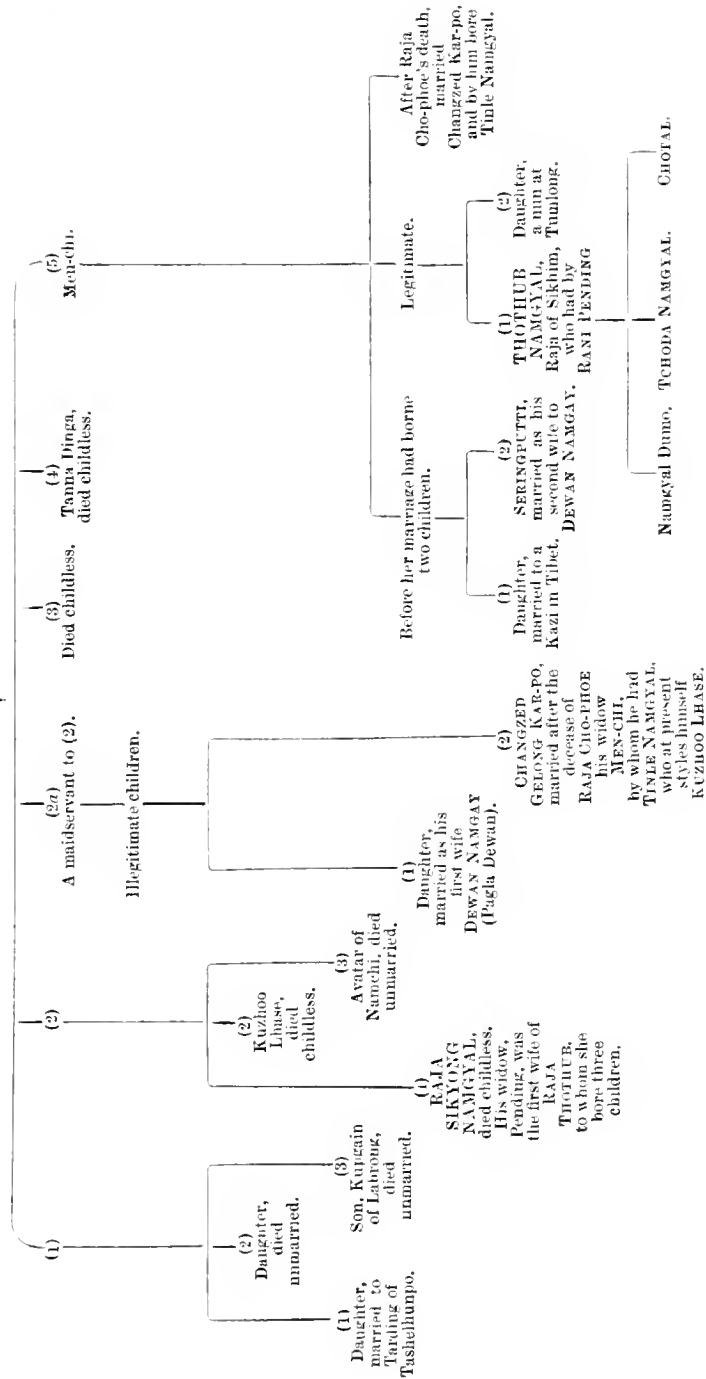 (1)
(1)
Daughter,
married to
Tarding of
Tashelhunpo.
(2)
Daughter,
died
unmarried.
(3)
Son, Kupgain
of Labrong,
died
unmarried.
(2)
(1)
RAJA
SIKYONG
NAMGYAL,
died childless.
His widow,
Pending, was
the first wife of
RAJA
THOTHUB,
to whom she
bore three
children.
(2)
Kuzhoo
Lhase,
died
childless.
(3)
Avatar of
Namchi, died
unmarried.
(2a)
A maidservant to (2).
Illegitimate children.
(1)
Daughter,
married as his
first wife
DEWAN NAMGAY
(Pagla Dewan).
(2)
CHANGZED
GELONG KAR-PO,
married after the
decease of
RAJA CHO-PHOE
his widow
MEN-CHI,
by whom he had
TINLE NAMGYAL,
who at present
styles himself
KUZHOO LHASE.
(3)
Died childless.
(4)
Tanna Dinga,
died childless.
(5)
Men-chi.
Before her marriage had borne
two children.
(1)
Daughter,
married to a
Kazi in Tibet.
(2)
SERINGPUTTI,
married as his
second wife to
DEWAN NAMGAY.
Legitimate.
(1)
THOTHUB
NAMGYAL,
Raja of Sikhim,
who had by
RANI PENDING
(2)
Daughter,
a nun at
Tumlong.
Namgyal Dumo.
TCHODA NAMGYAL.
CHOTAL.
After Raja
Cho-phoe's death,
married
Changzed Kar-po,
and by him bore
Tinle Namgyal.